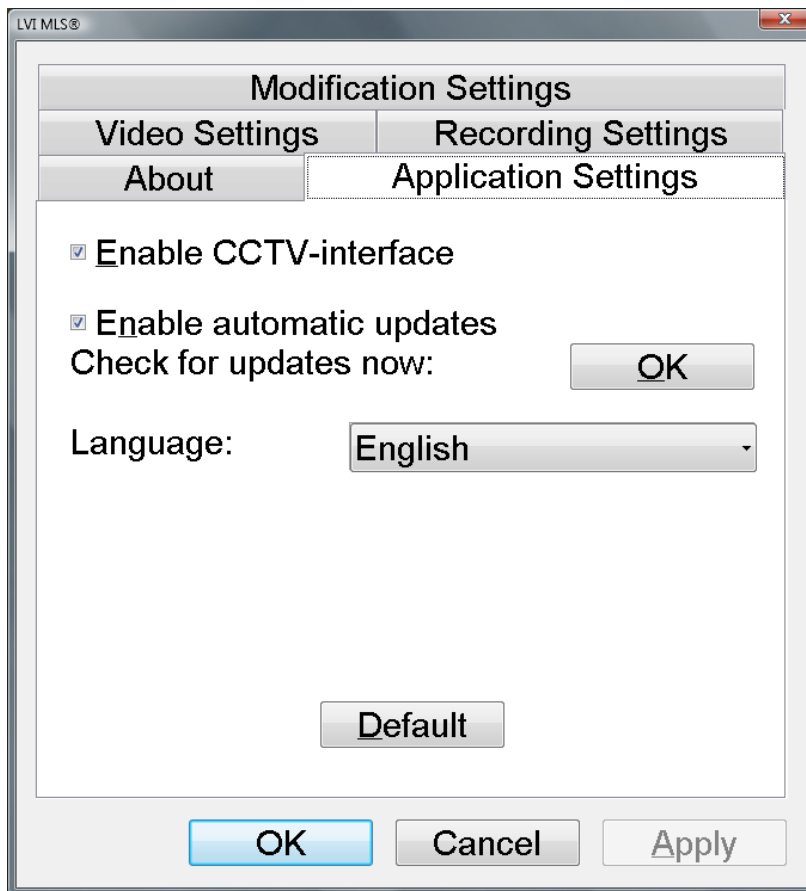 LVI MLS®
Modification Settings
Video Settings
Recording Settings
About
Application Settings
Enable CCTV-interface
Enable automatic updates
Check for updates now:
OK
Language:
English
Default
OK
Cancel
Apply